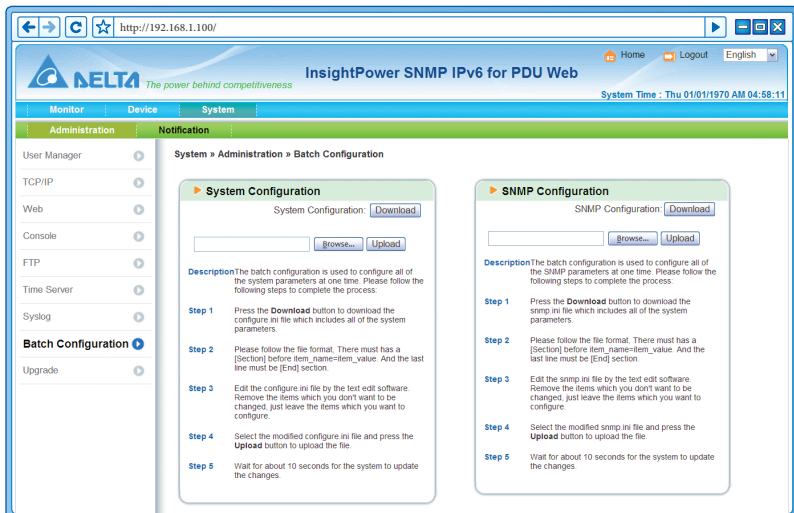 http://192.168.1.100/
Home Logout English
DELTA The power behind competitiveness
InsightPower SNMP IPv6 for PDU Web
System Time : Thu 01/01/1970 AM 04:58:11
Monitor Device System
Administration Notification
User Manager
TCP/IP
Web
Console
FTP
Time Server
Syslog
Batch Configuration
Upgrade
System » Administration » Batch Configuration
System Configuration
System Configuration: Download
Browse... Upload
Description The batch configuration is used to configure all of
the system parameters at one time. Please follow the
following steps to complete the process:
Step 1 Press the Download button to download the
configure.ini file which includes all of the system
parameters.
Step 2 Please follow the file format, There must has a
[Section] before item_name=item_value. And the last
line must be [End] section.
Step 3 Edit the configure.ini file by the text edit software.
Remove the items which you don't want to be
changed, just leave the items which you want to
configure.
Step 4 Select the modified configure.ini file and press the
Upload button to upload the file.
Step 5 Wait for about 10 seconds for the system to update
the changes.
SNMP Configuration
SNMP Configuration: Download
Browse... Upload
Description The batch configuration is used to configure all of
the SNMP parameters at one time. Please follow the
following steps to complete the process:
Step 1 Press the Download button to download the
snmp.ini file which includes all of the system
parameters.
Step 2 Please follow the file format, There must has a
[Section] before item_name=item_value. And the
last line must be [End] section.
Step 3 Edit the snmp.ini file by the text edit software.
Remove the items which you don't want to be
changed, just leave the items which you want to
configure.
Step 4 Select the modified snmp.ini file and press the
Upload button to upload the file.
Step 5 Wait for about 10 seconds for the system to update
the changes.